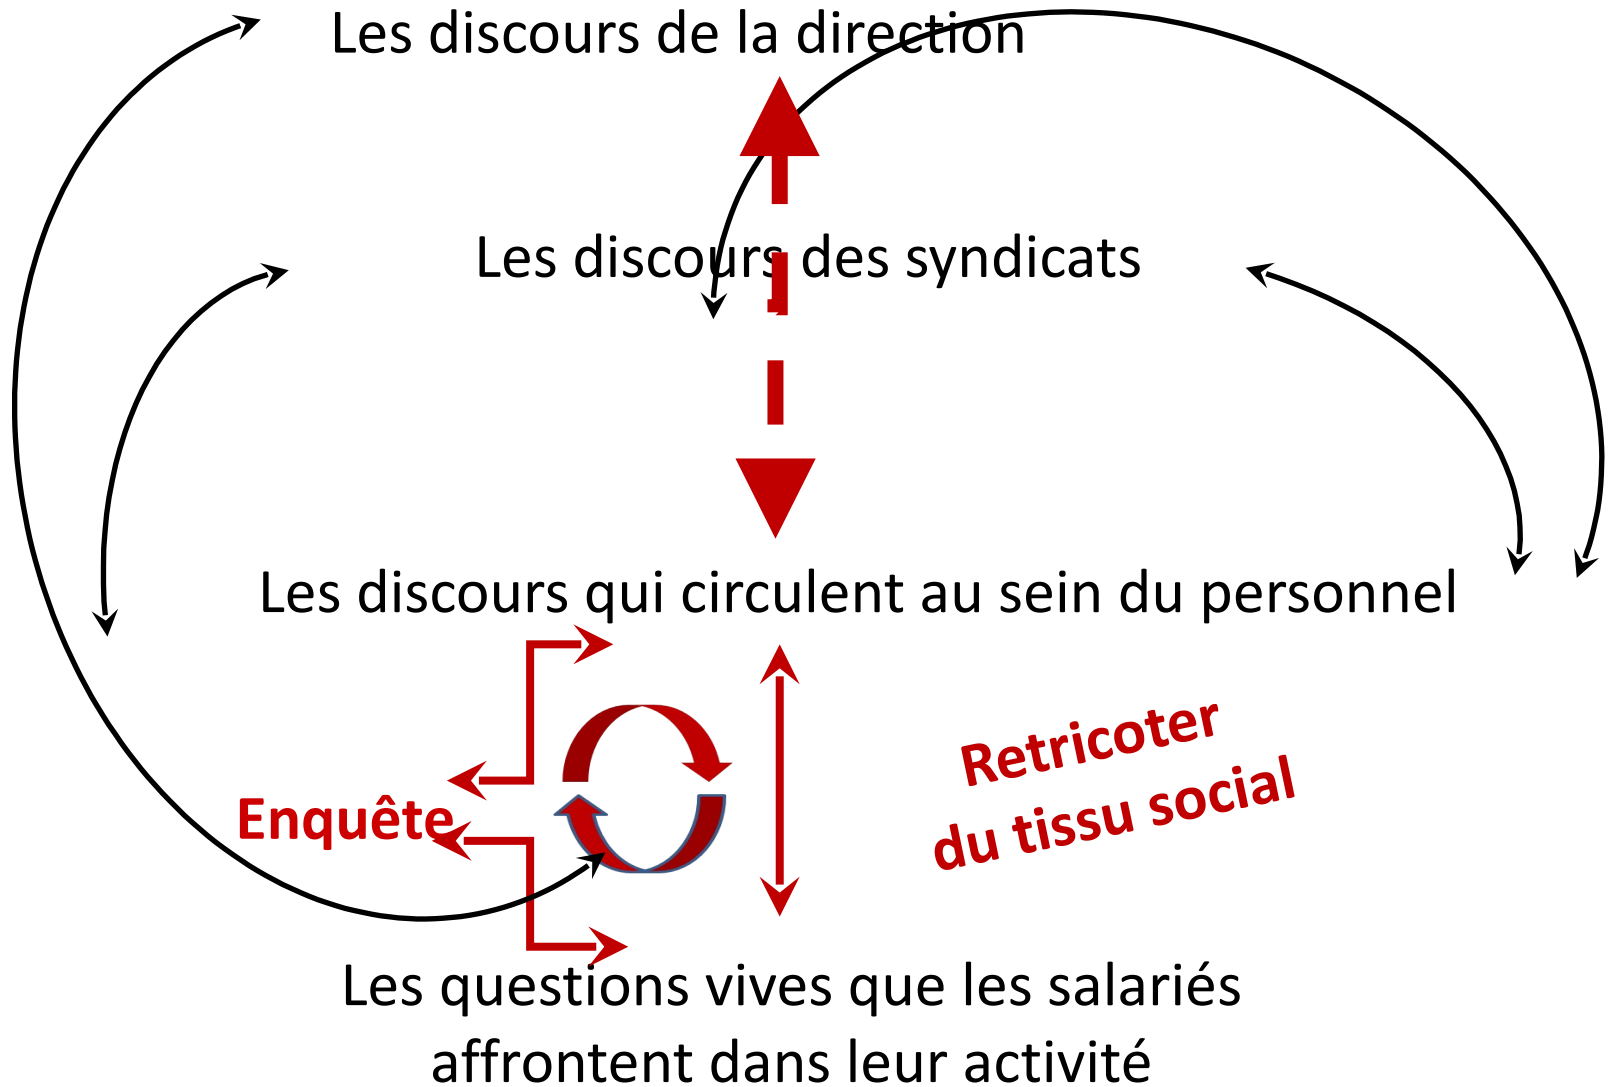 Les discours de la direction
Les discours des syndicats
Les discours qui circulent au sein du personnel
Retricoter
du tissu social
Enquête
Les questions vives que les salariés
affrontent dans leur activité